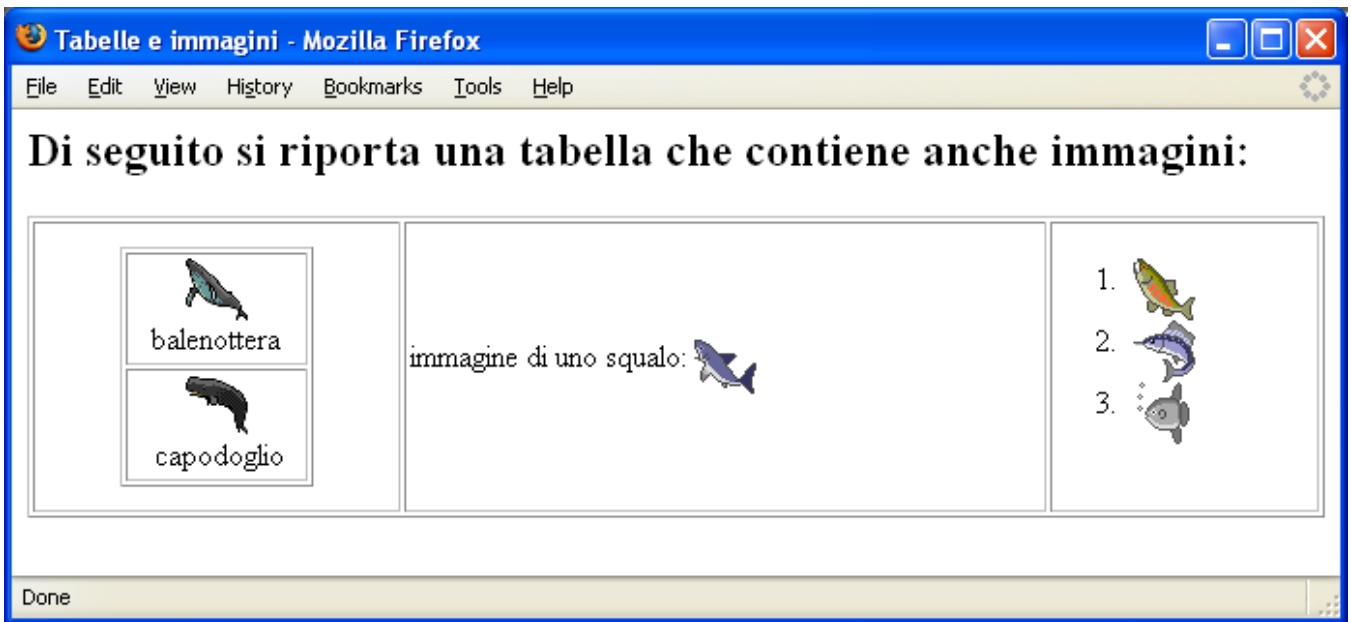 Tabelle e immagini - Mozilla Firefox
File Edit View History Bookmarks Tools Help
Di seguito si riporta una tabella che contiene anche immagini:
balenottera
capodoglio
immagine di uno squalo:
1.
2.
3.
Done